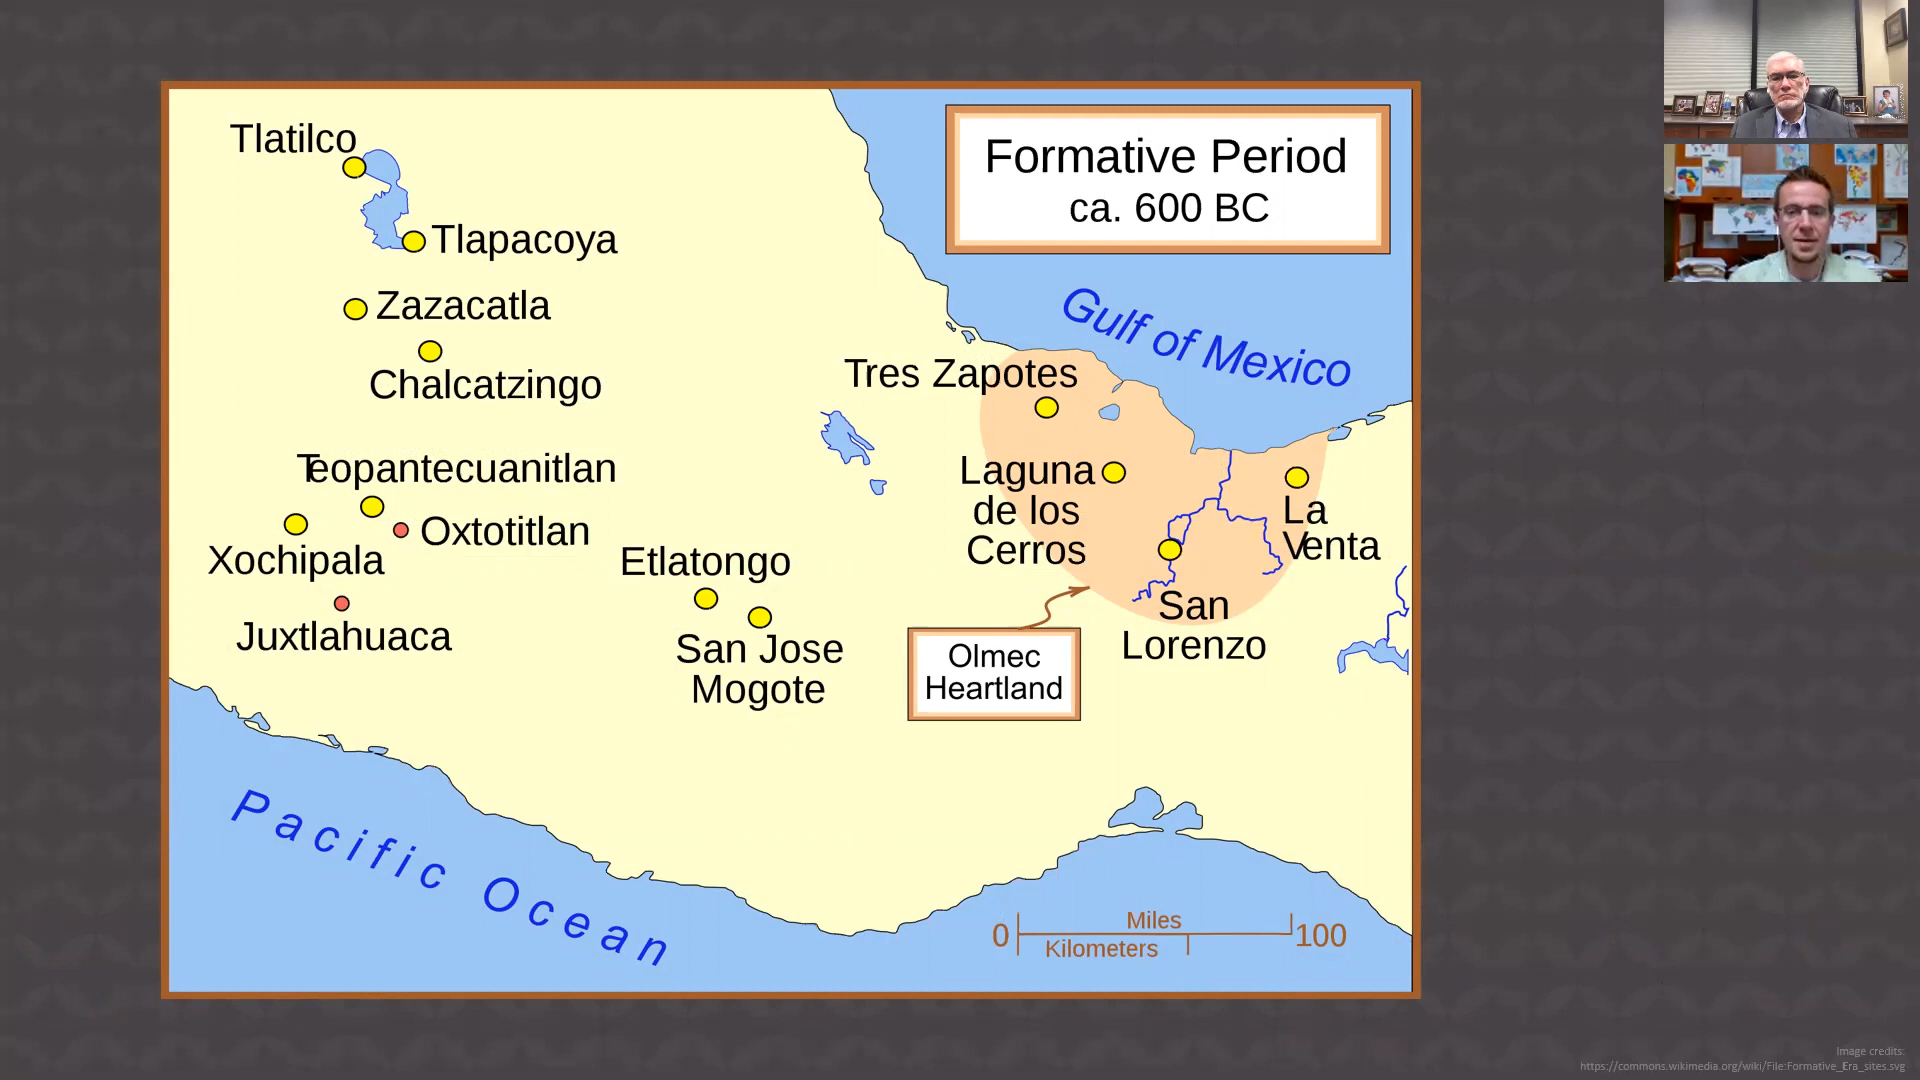 Formative Period
ca. 600 BC
Tlatilco
Tlapacoya
Zazacatla
Chalcatzingo
Gulf of Mexico
Tres Zapotes
Teopantecuanitlan
Laguna
de los
Cerros
La
Venta
Oxtotitlan
Xochipala
Etlatongo
San
Lorenzo
Juxtlahuaca
San Jose
Mogote
Olmec
Heartland
Pacific Ocean
0 Miles 100
Kilometers
Image credits:
https://commons.wikimedia.org/wiki/File:Formative_Era_sites.svg